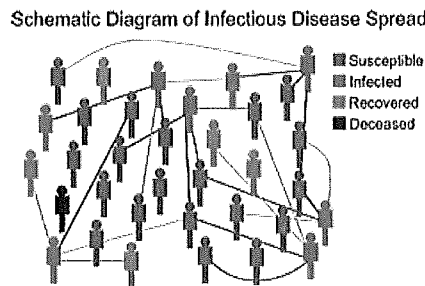 Schematic Diagram of Infectious Disease Spread
Susceptible
Infected
Recovered
Deceased